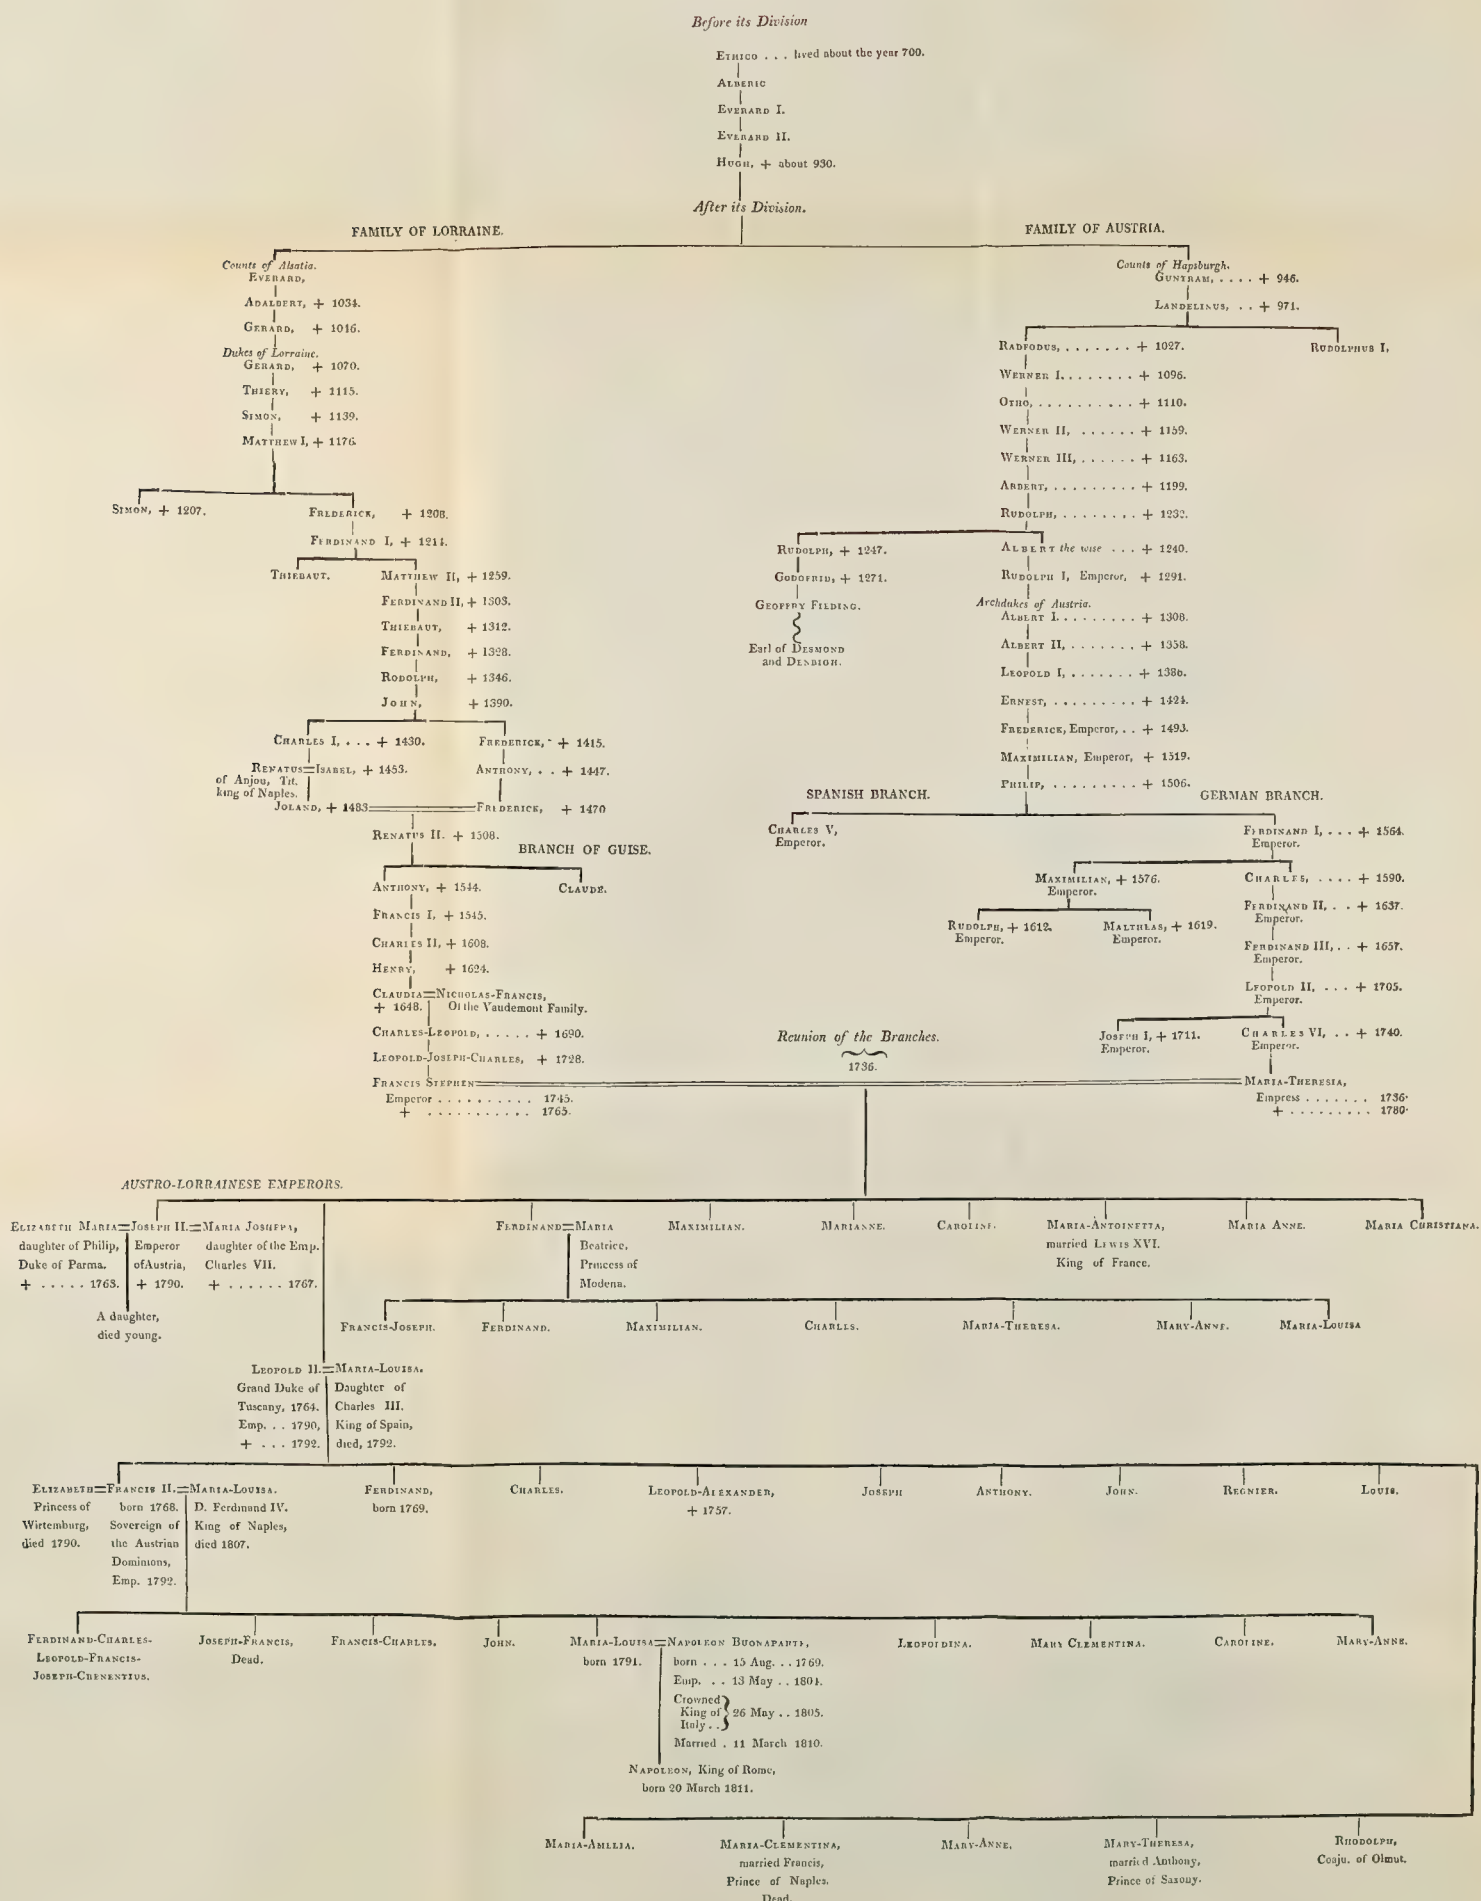 Before its Division
ETHICO . . . lived about the year 700.
ALBERIC
EVERARD I.
EVERARD II.
HUGH, + about 930.
After its Division.
FAMILY OF LORRAINE.
Counts of Alsatia.
EVERARD,
ADALBERT, + 1034.
GERARD, + 1046.
Dukes of Lorraine.
GERARD, + 1070.
THIERY, + 1115.
SIMON, + 1139.
MATTHEW I, + 1176.
SIMON, + 1207.
FREDERICK, + 1208.
FERDINAND I, + 1214.
THIEBAUT.
MATTHEW II, + 1259.
FERDINAND II, + 1303.
THIEBAUT, + 1312.
FERDINAND, + 1328.
RODOLPH, + 1346.
JOHN, + 1390.
CHARLES I, . . . + 1430.
FREDERICK, + 1415.
RENATUS=ISABEL, + 1453.
of Anjou, Tit.
king of Naples.
ANTHONY, . . + 1447.
JOLAND, + 1483=FREDERICK, + 1470
RENATUS II. + 1508.
BRANCH OF GUISE.
ANTHONY, + 1544.
CLAUDE.
FRANCIS I, + 1545.
CHARLES II, + 1608.
HENRY, + 1624.
CLAUDIA=NICHOLAS-FRANCIS,
+ 1648. Of the Vaudemont Family.
CHARLES-LEOPOLD, . . . . . + 1690.
LEOPOLD-JOSEPH-CHARLES, + 1728.
FRANCIS STEPHEN
Emperor . . . . . . . . . . 1745.
+ . . . . . . . . . . . 1765.
FAMILY OF AUSTRIA.
Counts of Hapsburgh.
GUNTRAM, . . . . + 946.
LANDELINUS, . . + 971.
RADFODUS, . . . . . . . + 1027.
RUDOLPHUS I,
WERNER I. . . . . . . . + 1096.
OTHO, . . . . . . . . . . + 1110.
WERNER II, . . . . . . + 1159.
WERNER III, . . . . . . + 1163.
ARBERT, . . . . . . . . . + 1199.
RUDOLPH, . . . . . . . . + 1232.
RUDOLPH, + 1247.
ALBERT the wise . . . + 1240.
GODOFRID, + 1271.
RUDOLPH I, Emperor, + 1291.
GEOFFRY FILDING.
Earl of DESMOND
and DENBIGH.
Archdukes of Austria.
ALBERT I. . . . . . . . . + 1308.
ALBERT II, . . . . . . . + 1358.
LEOPOLD I, . . . . . . . + 1386.
ERNEST, . . . . . . . . . + 1424.
FREDERICK, Emperor, . . + 1493.
MAXIMILIAN, Emperor, + 1519.
PHILIP, . . . . . . . . . + 1506.
SPANISH BRANCH.
GERMAN BRANCH.
CHARLES V,
Emperor.
FERDINAND I, . . . + 1564.
Emperor.
MAXIMILIAN, + 1576.
Emperor.
CHARLES, . . . . + 1590.
RUDOLPH, + 1612.
Emperor.
MALTHEAS, + 1619.
Emperor.
FERDINAND II, . . + 1637.
Emperor.
FERDINAND III, . . + 1657.
Emperor.
LEOPOLD II, . . . + 1705.
Emperor.
JOSEPH I, + 1711.
Emperor.
CHARLES VI, . . + 1740.
Emperor.
Reunion of the Branches.
1736.
MARIA-THERESIA,
Empress . . . . . . . 1736.
+ . . . . . . . . . 1780.
AUSTRO-LORRAINESE EMPERORS.
ELIZABETH MARIA=JOSEPH II.=MARIA JOSEPPA,
daughter of Philip, Emperor daughter of the Emp.
Duke of Parma. of Austria, Charles VII.
+ . . . . . 1763. + 1790. + . . . . . . 1767.
A daughter,
died young.
FERDINAND=MARIA
Beatrice,
Princess of
Modena.
MAXIMILIAN.
MARIANNE.
CAROLINE.
MARIA-ANTOINETTA,
married LEWIS XVI.
King of France.
MARIA ANNE.
MARIA CHRISTIANA.
FRANCIS-JOSEPH.
FERDINAND.
MAXIMILIAN.
CHARLES.
MARIA-THERESA.
MARY-ANNE.
MARIA-LOUISA
LEOPOLD II.=MARIA-LOUISA.
Grand Duke of Daughter of
Tuscany, 1764. Charles III.
Emp. . . 1790, King of Spain,
+ . . . 1792. died, 1792.
ELIZABETH=FRANCIS II.=MARIA-LOUISA.
Princess of born 1768. D. Ferdinand IV.
Wirtemburg, Sovereign of King of Naples,
died 1790. the Austrian died 1807.
Dominions,
Emp. 1792.
FERDINAND,
born 1769.
CHARLES.
LEOPOLD-ALEXANDER,
+ 1757.
JOSEPH
ANTHONY.
JOHN.
REGNIER.
LOUIS.
FERDINAND-CHARLES-
LEOPOLD-FRANCIS-
JOSEPH-CRENENTIUS.
JOSEPH-FRANCIS,
Dead.
FRANCIS-CHARLES.
JOHN.
MARIA-LOUISA=NAPOLEON BUONAPARTE,
born 1791. born . . . 15 Aug. . . 1769.
Emp. . . 13 May . . 1804.
Crowned
King of } 26 May . . 1805.
Italy . .
Married . 11 March 1810.
NAPOLEON, King of Rome,
born 20 March 1811.
LEOPOLDINA.
MARY CLEMENTINA.
CAROLINE.
MARY-ANNE.
MARIA-AMELIA.
MARIA-CLEMENTINA,
married Francis,
Prince of Naples.
Dead.
MARY-ANNE.
MARY-THERESA,
married Anthony,
Prince of Saxony.
RHODOLPH,
Coaju. of Olmut.